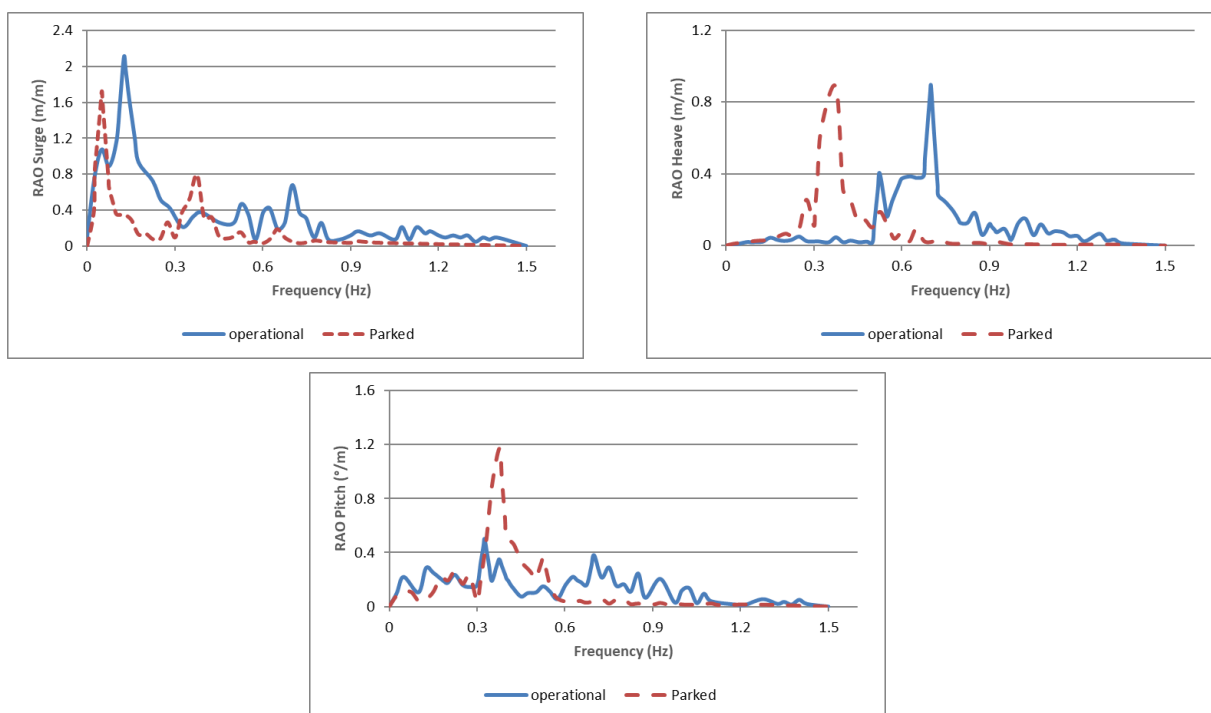 RAO Surge (m/m)
2.4
2
1.6
1.2
0.8
0.4
0
0 0.3 0.6 0.9 1.2 1.5
Frequency (Hz)
operational Parked
RAO Heave (m/m)
1.2
0.8
0.4
0
0 0.3 0.6 0.9 1.2 1.5
Frequency (Hz)
operational Parked
RAO Pitch (°/m)
1.6
1.2
0.8
0.4
0
0 0.3 0.6 0.9 1.2 1.5
Frequency (Hz)
operational Parked